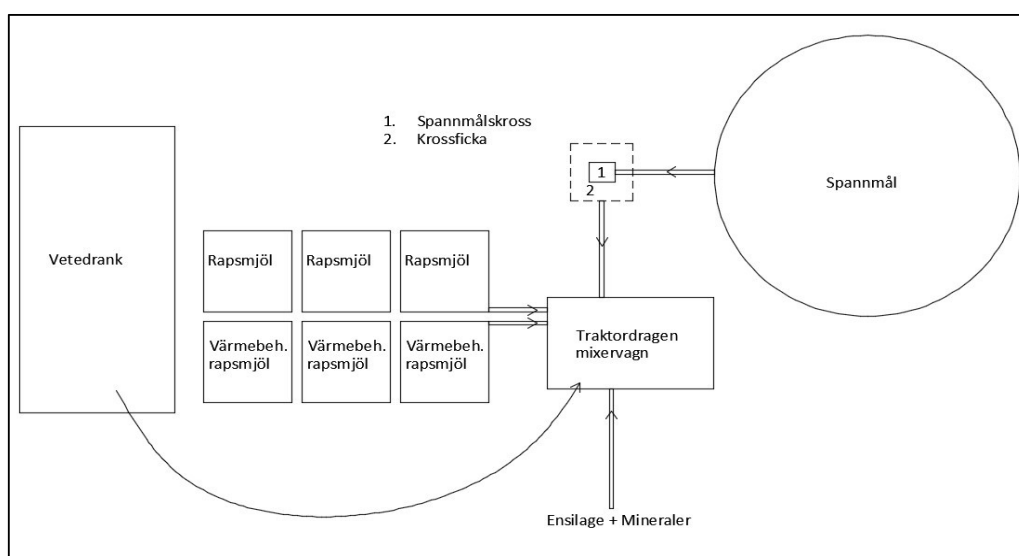 1. Spannmålskross
2. Krossficka
1
2
Spannmål
Vetedrank
Rapsmjöl
Rapsmjöl
Rapsmjöl
Värmebeh.
rapsmjöl
Värmebeh.
rapsmjöl
Värmebeh.
rapsmjöl
Traktordragen
mixervagn
Ensilage + Mineraler